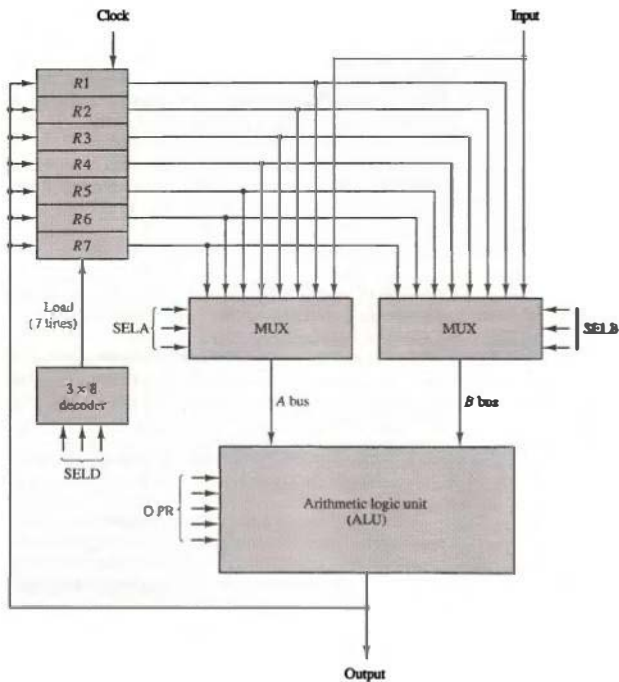 Clock
Input
R1
R2
R3
R4
R5
R6
R7
Load
(7 lines)
SELA
MUX
MUX
SELB
3 × 8
decoder
A bus
B bus
SELD
OPR
Arithmetic logic unit
(ALU)
Output